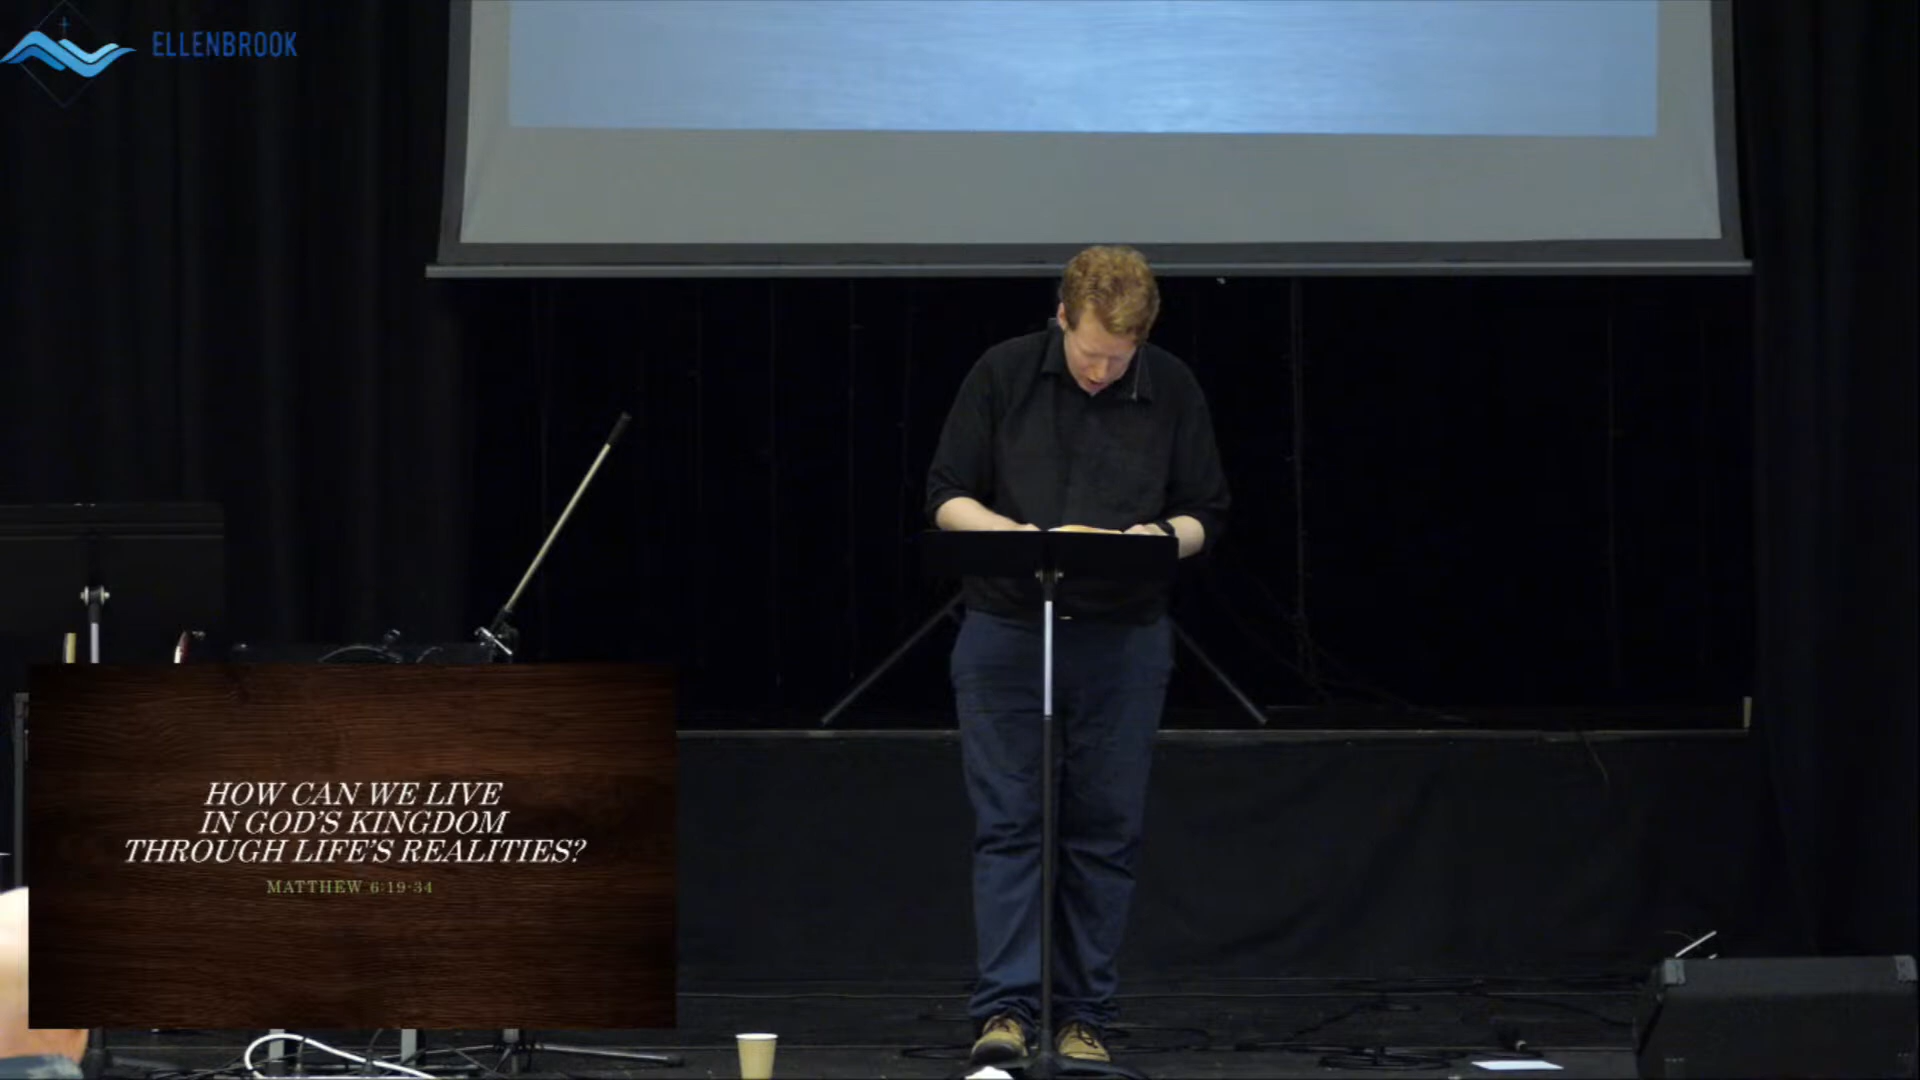 ELLENBROOK
HOW CAN WE LIVE
IN GOD'S KINGDOM
THROUGH LIFE'S REALITIES?
MATTHEW 6:19-34